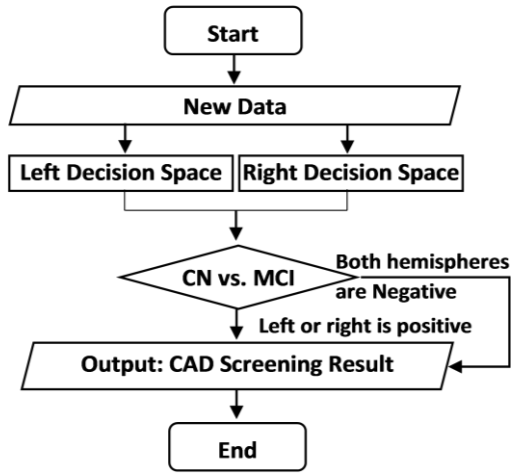 Start
New Data
Left Decision Space
Right Decision Space
CN vs. MCI
Both hemispheres
are Negative
Left or right is positive
Output: CAD Screening Result
End